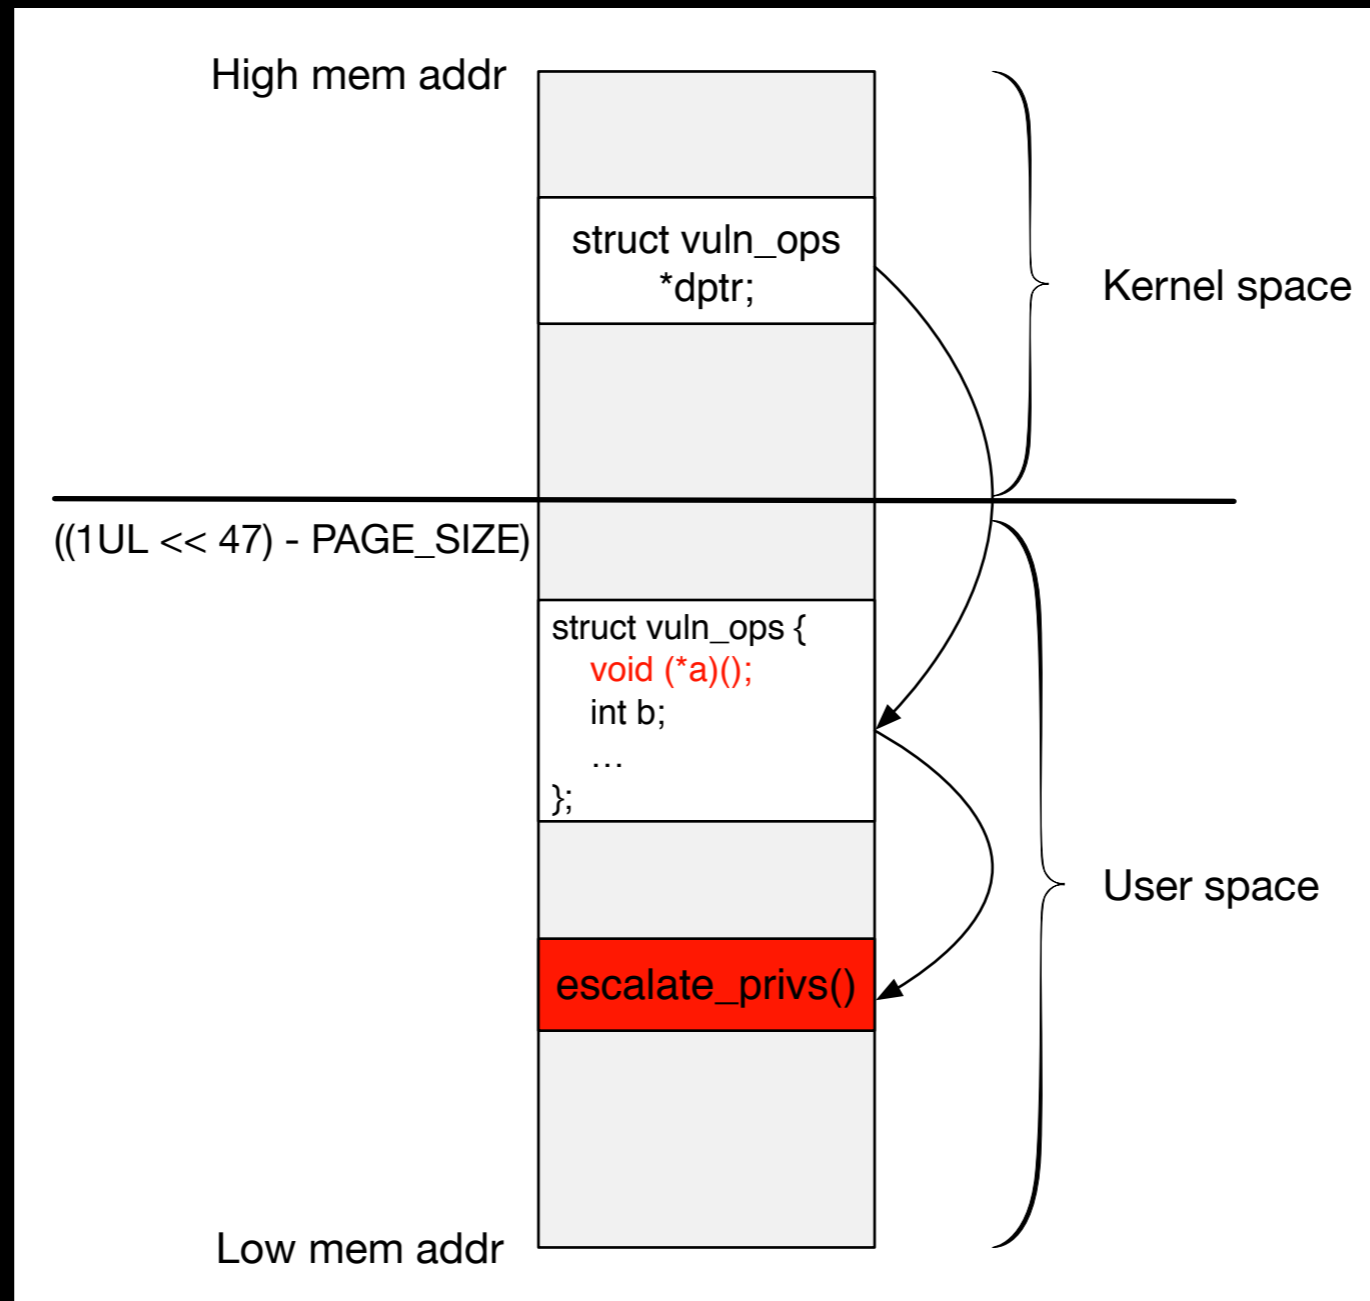 High mem addr
struct vuln_ops
*dptr;
Kernel space
((1UL << 47) - PAGE_SIZE)
struct vuln_ops {
void (*a)();
int b;
…
};
User space
escalate_privs()
Low mem addr